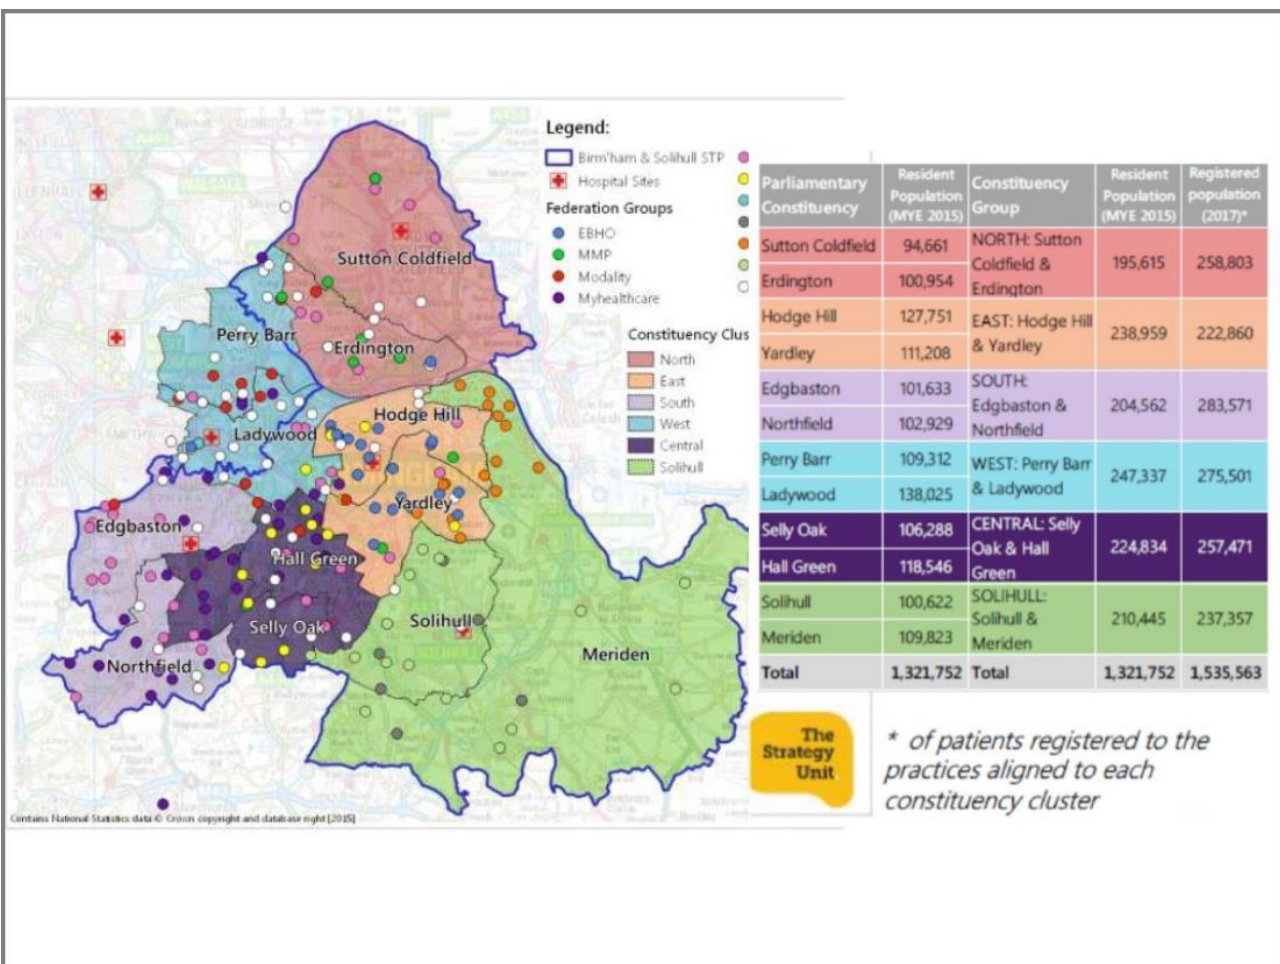 Legend:
Birm'ham & Solihull STP
Hospital Sites
Federation Groups
EBHO
MMP
Modality
Myhealthcare
Constituency Clus
North
East
South
West
Central
Solihull
Sutton Coldfield
Perry Barr
Erdington
Hodge Hill
Ladywood
Yardley
Edgbaston
Hall Green
Solihull
Selly Oak
Meriden
Northfield
Contains National Statistics data © Crown copyright and database right [2015]
Parliamentary Constituency Resident Population (MYE 2015) Constituency Group Resident Population (MYE 2015) Registered population (2017)*
Sutton Coldfield 94,661 NORTH: Sutton Coldfield & Erdington 195,615 258,803
Erdington 100,954
Hodge Hill 127,751 EAST: Hodge Hill & Yardley 238,959 222,860
Yardley 111,208
Edgbaston 101,633 SOUTH: Edgbaston & Northfield 204,562 283,571
Northfield 102,929
Perry Barr 109,312 WEST: Perry Barr & Ladywood 247,337 275,501
Ladywood 138,025
Selly Oak 106,288 CENTRAL: Selly Oak & Hall Green 224,834 257,471
Hall Green 118,546
Solihull 100,622 SOLIHULL: Solihull & Meriden 210,445 237,357
Meriden 109,823
Total 1,321,752 Total 1,321,752 1,535,563
The
Strategy
Unit
* of patients registered to the
practices aligned to each
constituency cluster